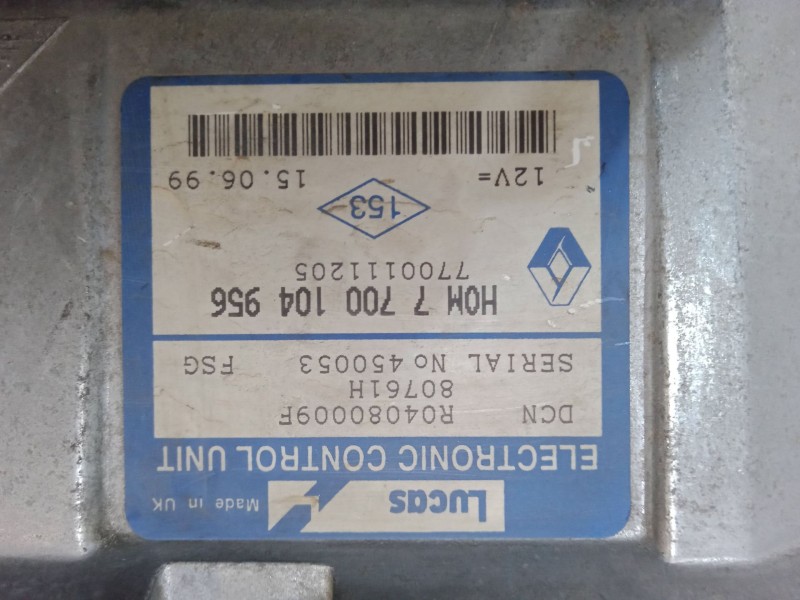 Lucas Made in UK
ELECTRONIC CONTROL UNIT
DCN R04080009F
80761H
SERIAL No 450053 FSG
HOM 7 700 104 956
7700111205
153
12V= 15.06.99